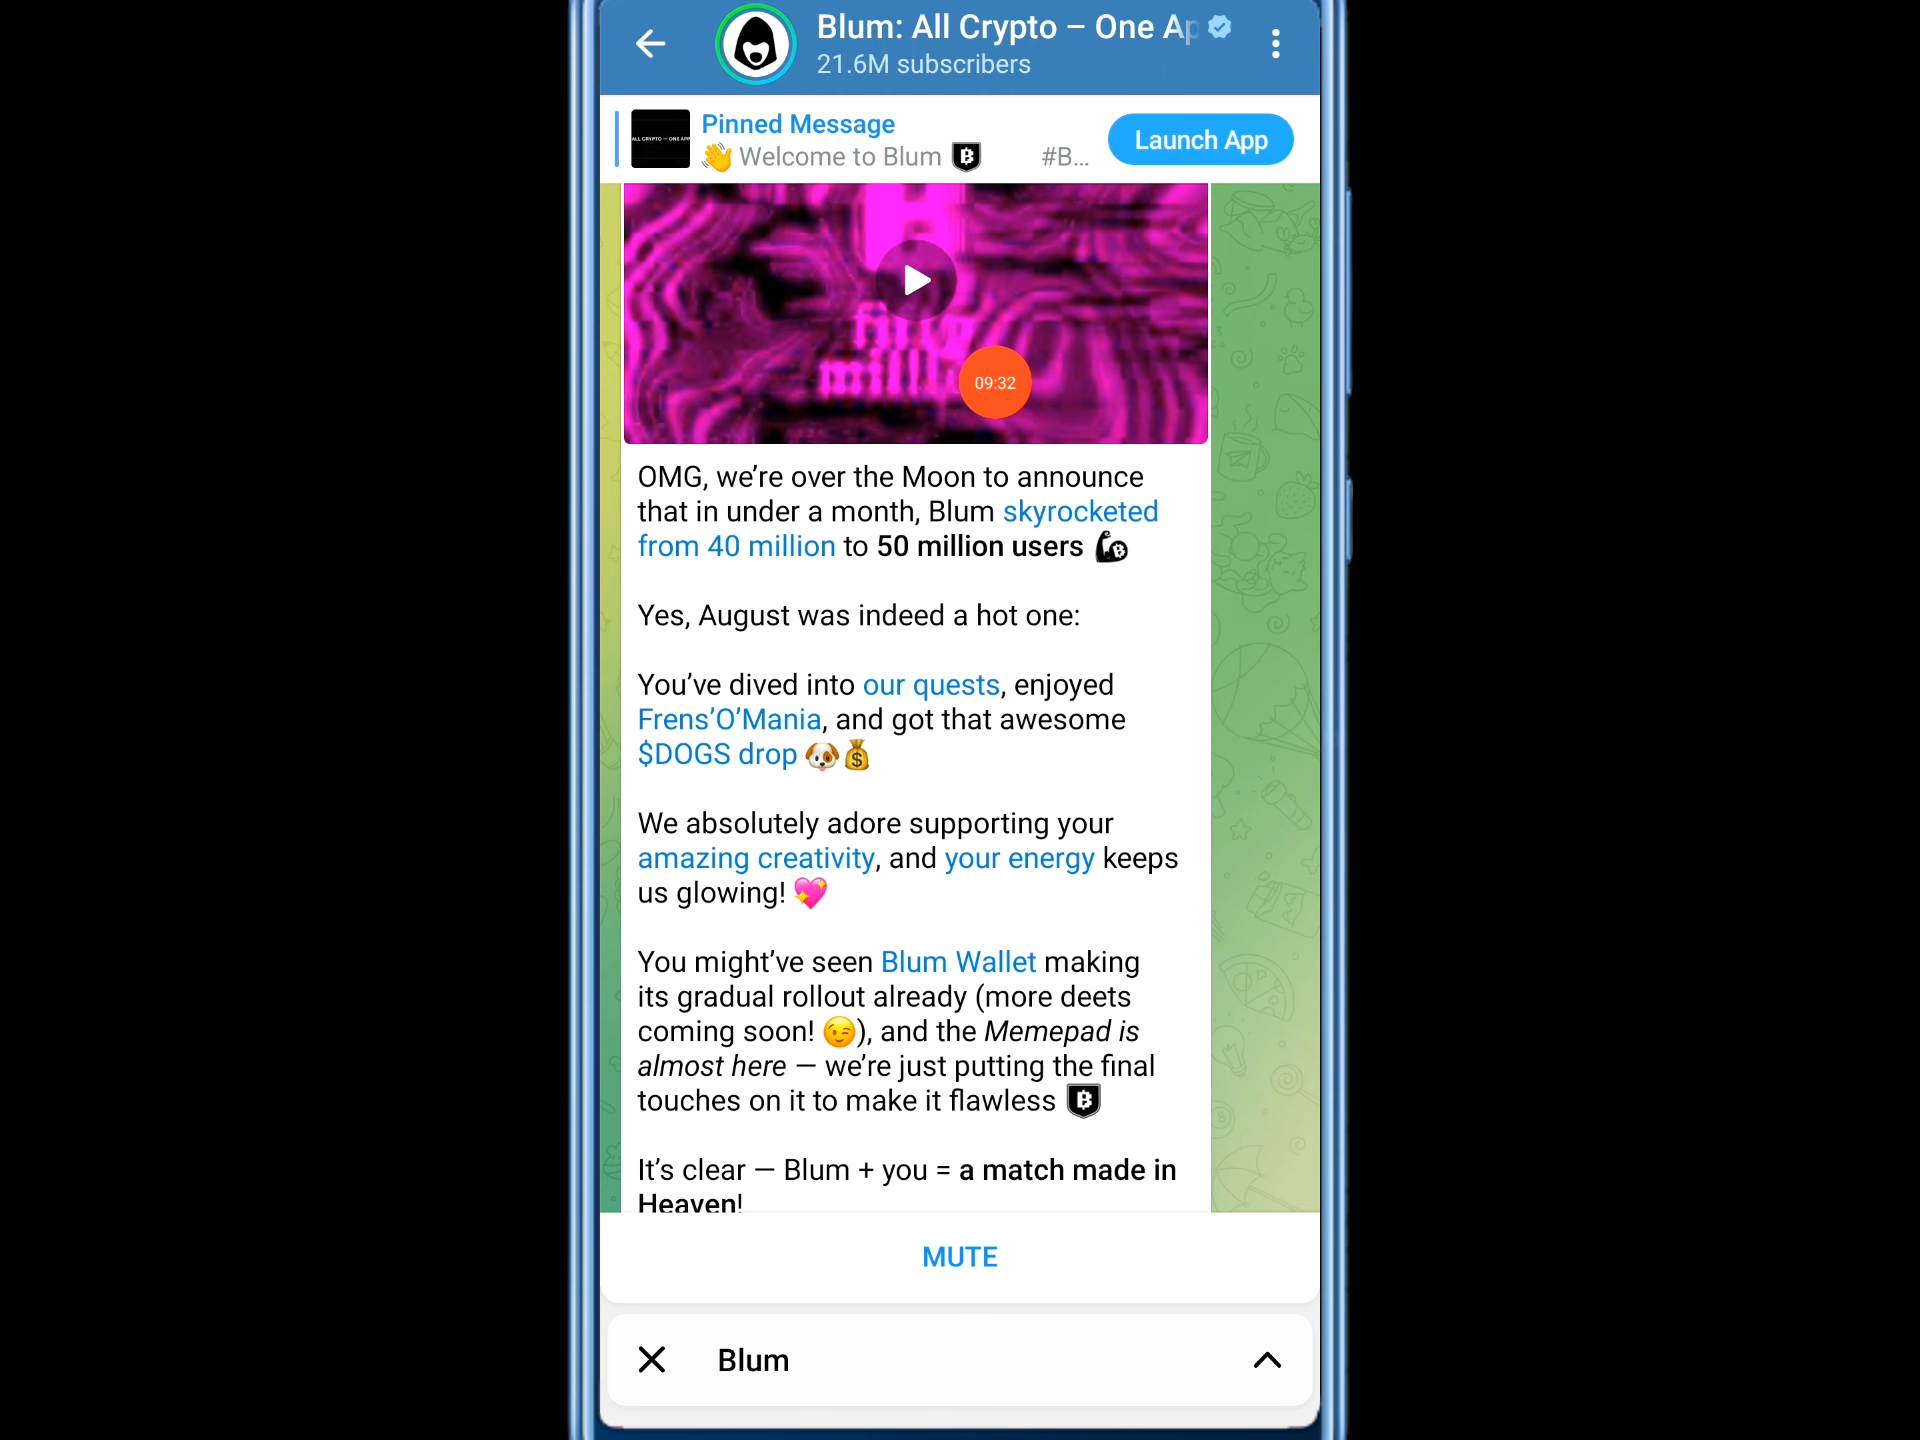 Blum: All Crypto – One Ap
21.6M subscribers
ALL CRYPTO — ONE APP
Pinned Message
👋 Welcome to Blum #B...
Launch App
fifty
09:32
OMG, we’re over the Moon to announce
that in under a month, Blum skyrocketed
from 40 million to 50 million users
Yes, August was indeed a hot one:
You’ve dived into our quests, enjoyed
Frens’O’Mania, and got that awesome
$DOGS drop 🐶💰
We absolutely adore supporting your
amazing creativity, and your energy keeps
us glowing! 💖
You might’ve seen Blum Wallet making
its gradual rollout already (more deets
coming soon! 😉), and the Memepad is
almost here — we’re just putting the final
touches on it to make it flawless
It’s clear — Blum + you = a match made in
Heaven!
MUTE
Blum